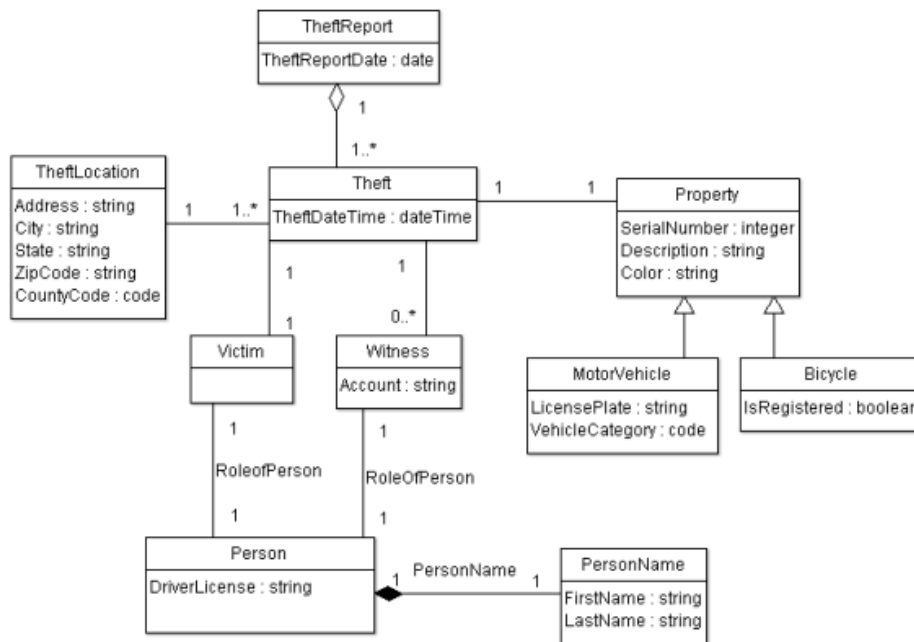 TheftReport
TheftReportDate : date
1
1..*
TheftLocation
Address : string
City : string
State : string
ZipCode : string
CountyCode : code
1
1..*
Theft
TheftDateTime : dateTime
1
1
Property
SerialNumber : integer
Description : string
Color : string
1
1
1
0..*
Victim
Witness
Account : string
MotorVehicle
LicensePlate : string
VehicleCategory : code
Bicycle
IsRegistered : boolean
1
RoleofPerson
1
1
RoleOfPerson
1
Person
DriverLicense : string
1
PersonName
1
PersonName
FirstName : string
LastName : string